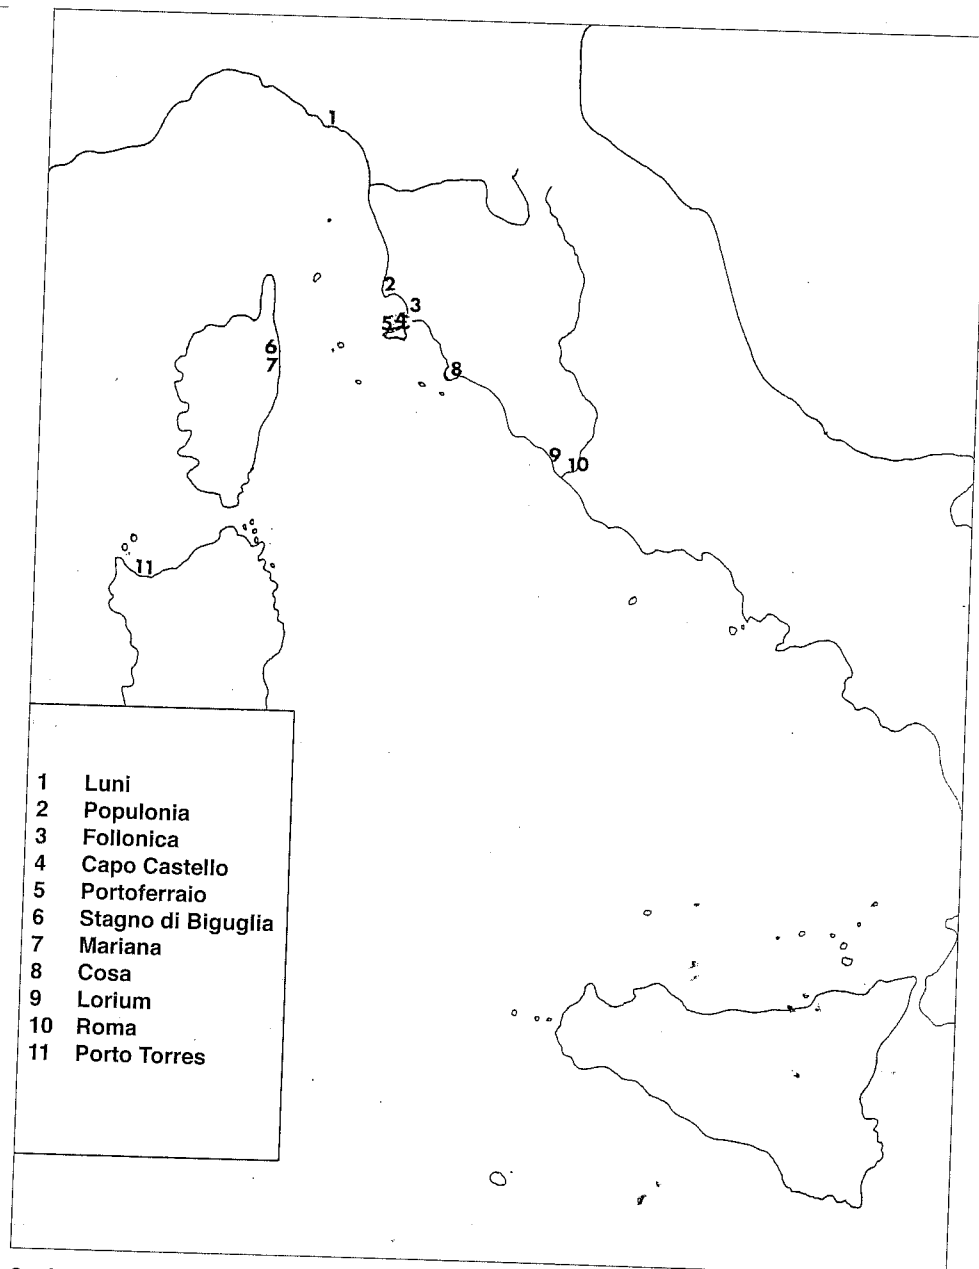 1
2
3
5 4
6
7
8
9
10
11
1 Luni
2 Populonia
3 Follonica
4 Capo Castello
5 Portoferraio
6 Stagno di Biguglia
7 Mariana
8 Cosa
9 Lorium
10 Roma
11 Porto Torres